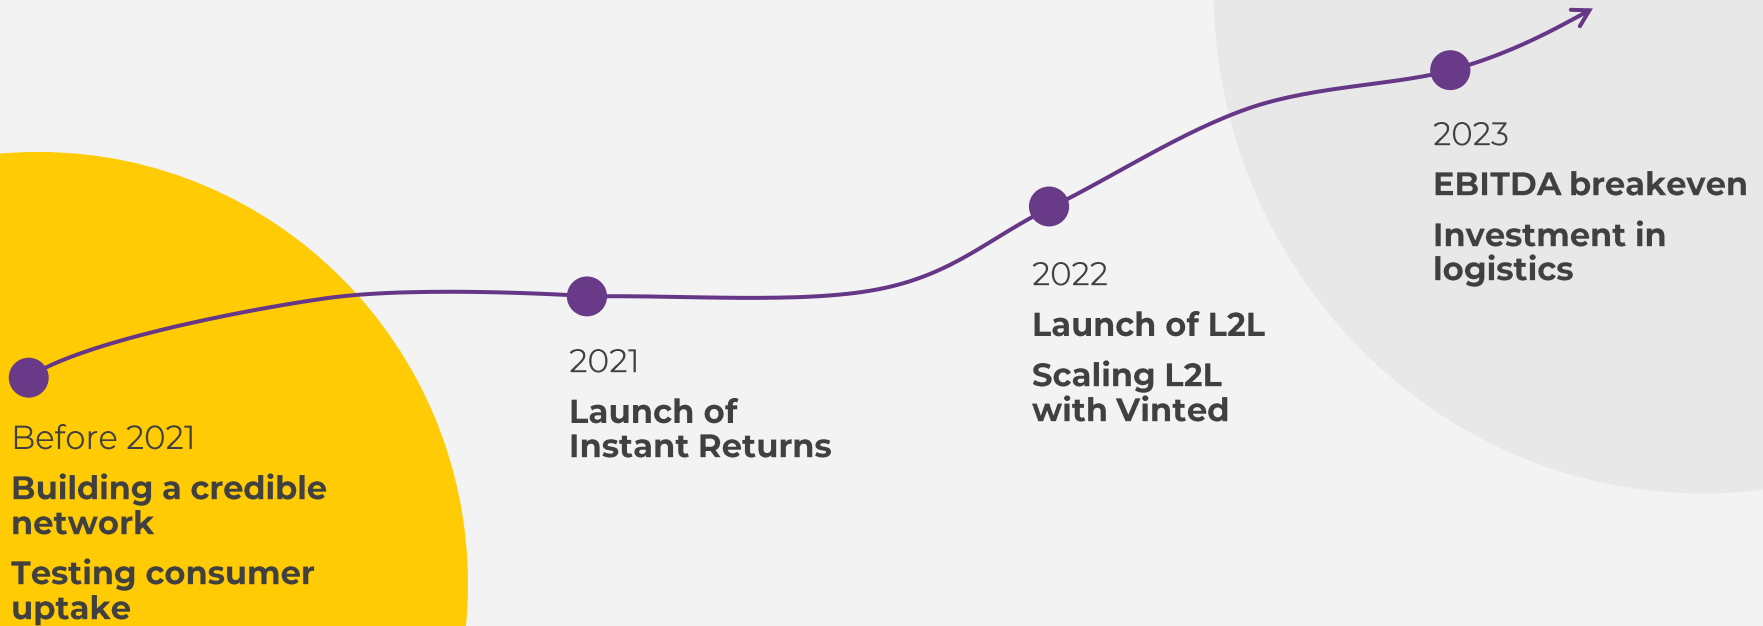 Before 2021
Building a credible
network
Testing consumer
uptake
2021
Launch of
Instant Returns
2022
Launch of L2L
Scaling L2L
with Vinted
2023
EBITDA breakeven
Investment in
logistics